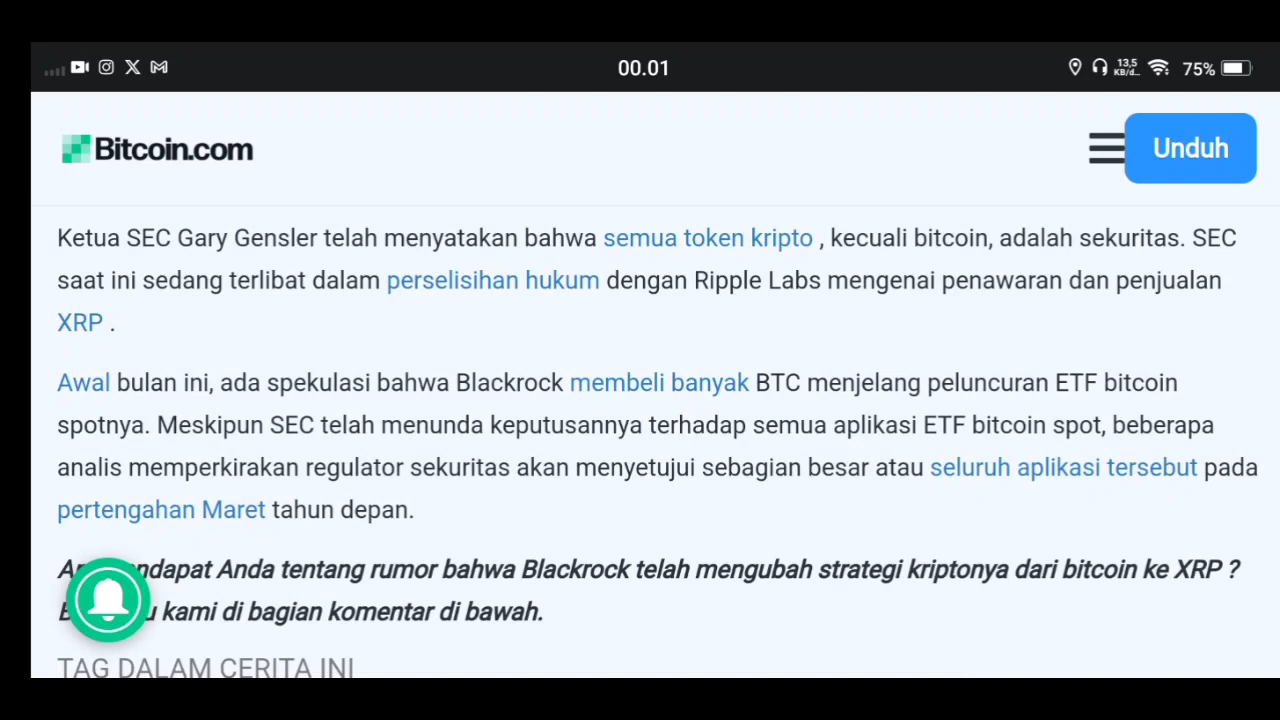 00.01
13,5
KB/d...
75%
Bitcoin.com
Unduh
Ketua SEC Gary Gensler telah menyatakan bahwa semua token kripto , kecuali bitcoin, adalah sekuritas. SEC
saat ini sedang terlibat dalam perselisihan hukum dengan Ripple Labs mengenai penawaran dan penjualan
XRP .
Awal bulan ini, ada spekulasi bahwa Blackrock membeli banyak BTC menjelang peluncuran ETF bitcoin
spotnya. Meskipun SEC telah menunda keputusannya terhadap semua aplikasi ETF bitcoin spot, beberapa
analis memperkirakan regulator sekuritas akan menyetujui sebagian besar atau seluruh aplikasi tersebut pada
pertengahan Maret tahun depan.
Anda tentang rumor bahwa Blackrock telah mengubah strategi kriptonya dari bitcoin ke XRP ?
kami di bagian komentar di bawah.
TAG DALAM CERITA INI